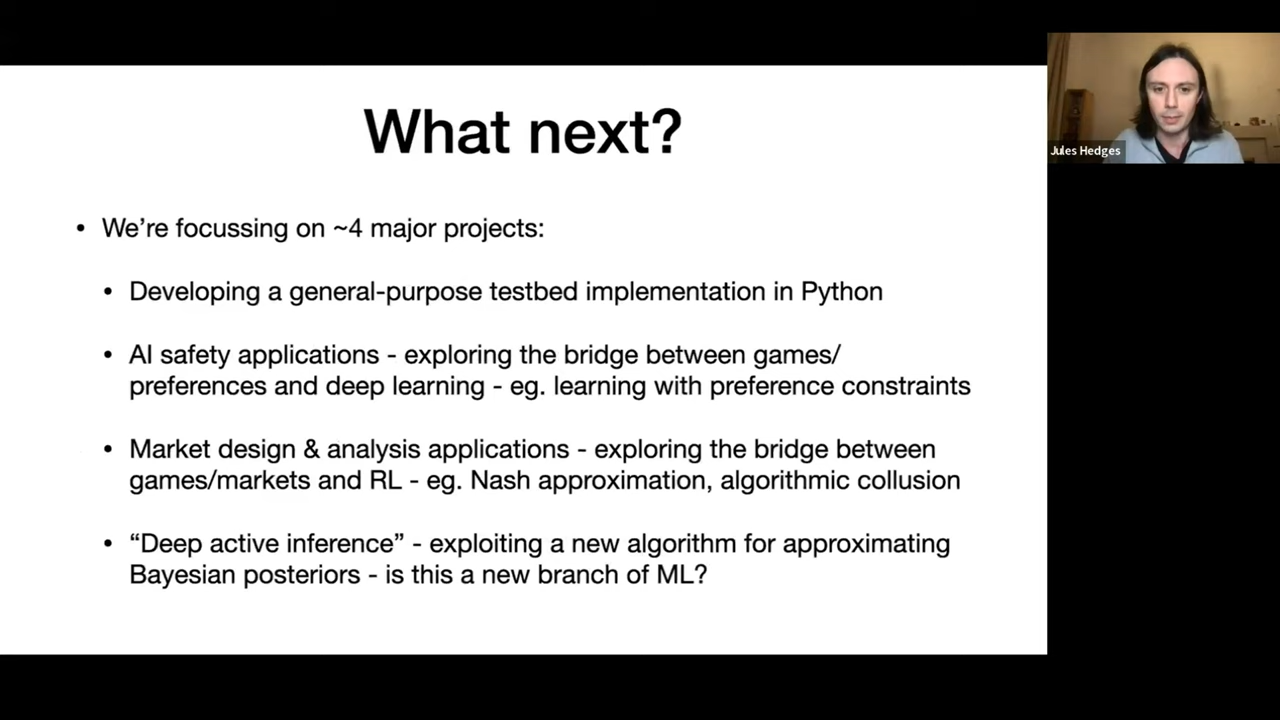 What next?
• We’re focussing on ~4 major projects:
• Developing a general-purpose testbed implementation in Python
• AI safety applications - exploring the bridge between games/
preferences and deep learning - eg. learning with preference constraints
• Market design & analysis applications - exploring the bridge between
games/markets and RL - eg. Nash approximation, algorithmic collusion
• “Deep active inference” - exploiting a new algorithm for approximating
Bayesian posteriors - is this a new branch of ML?
Jules Hedges